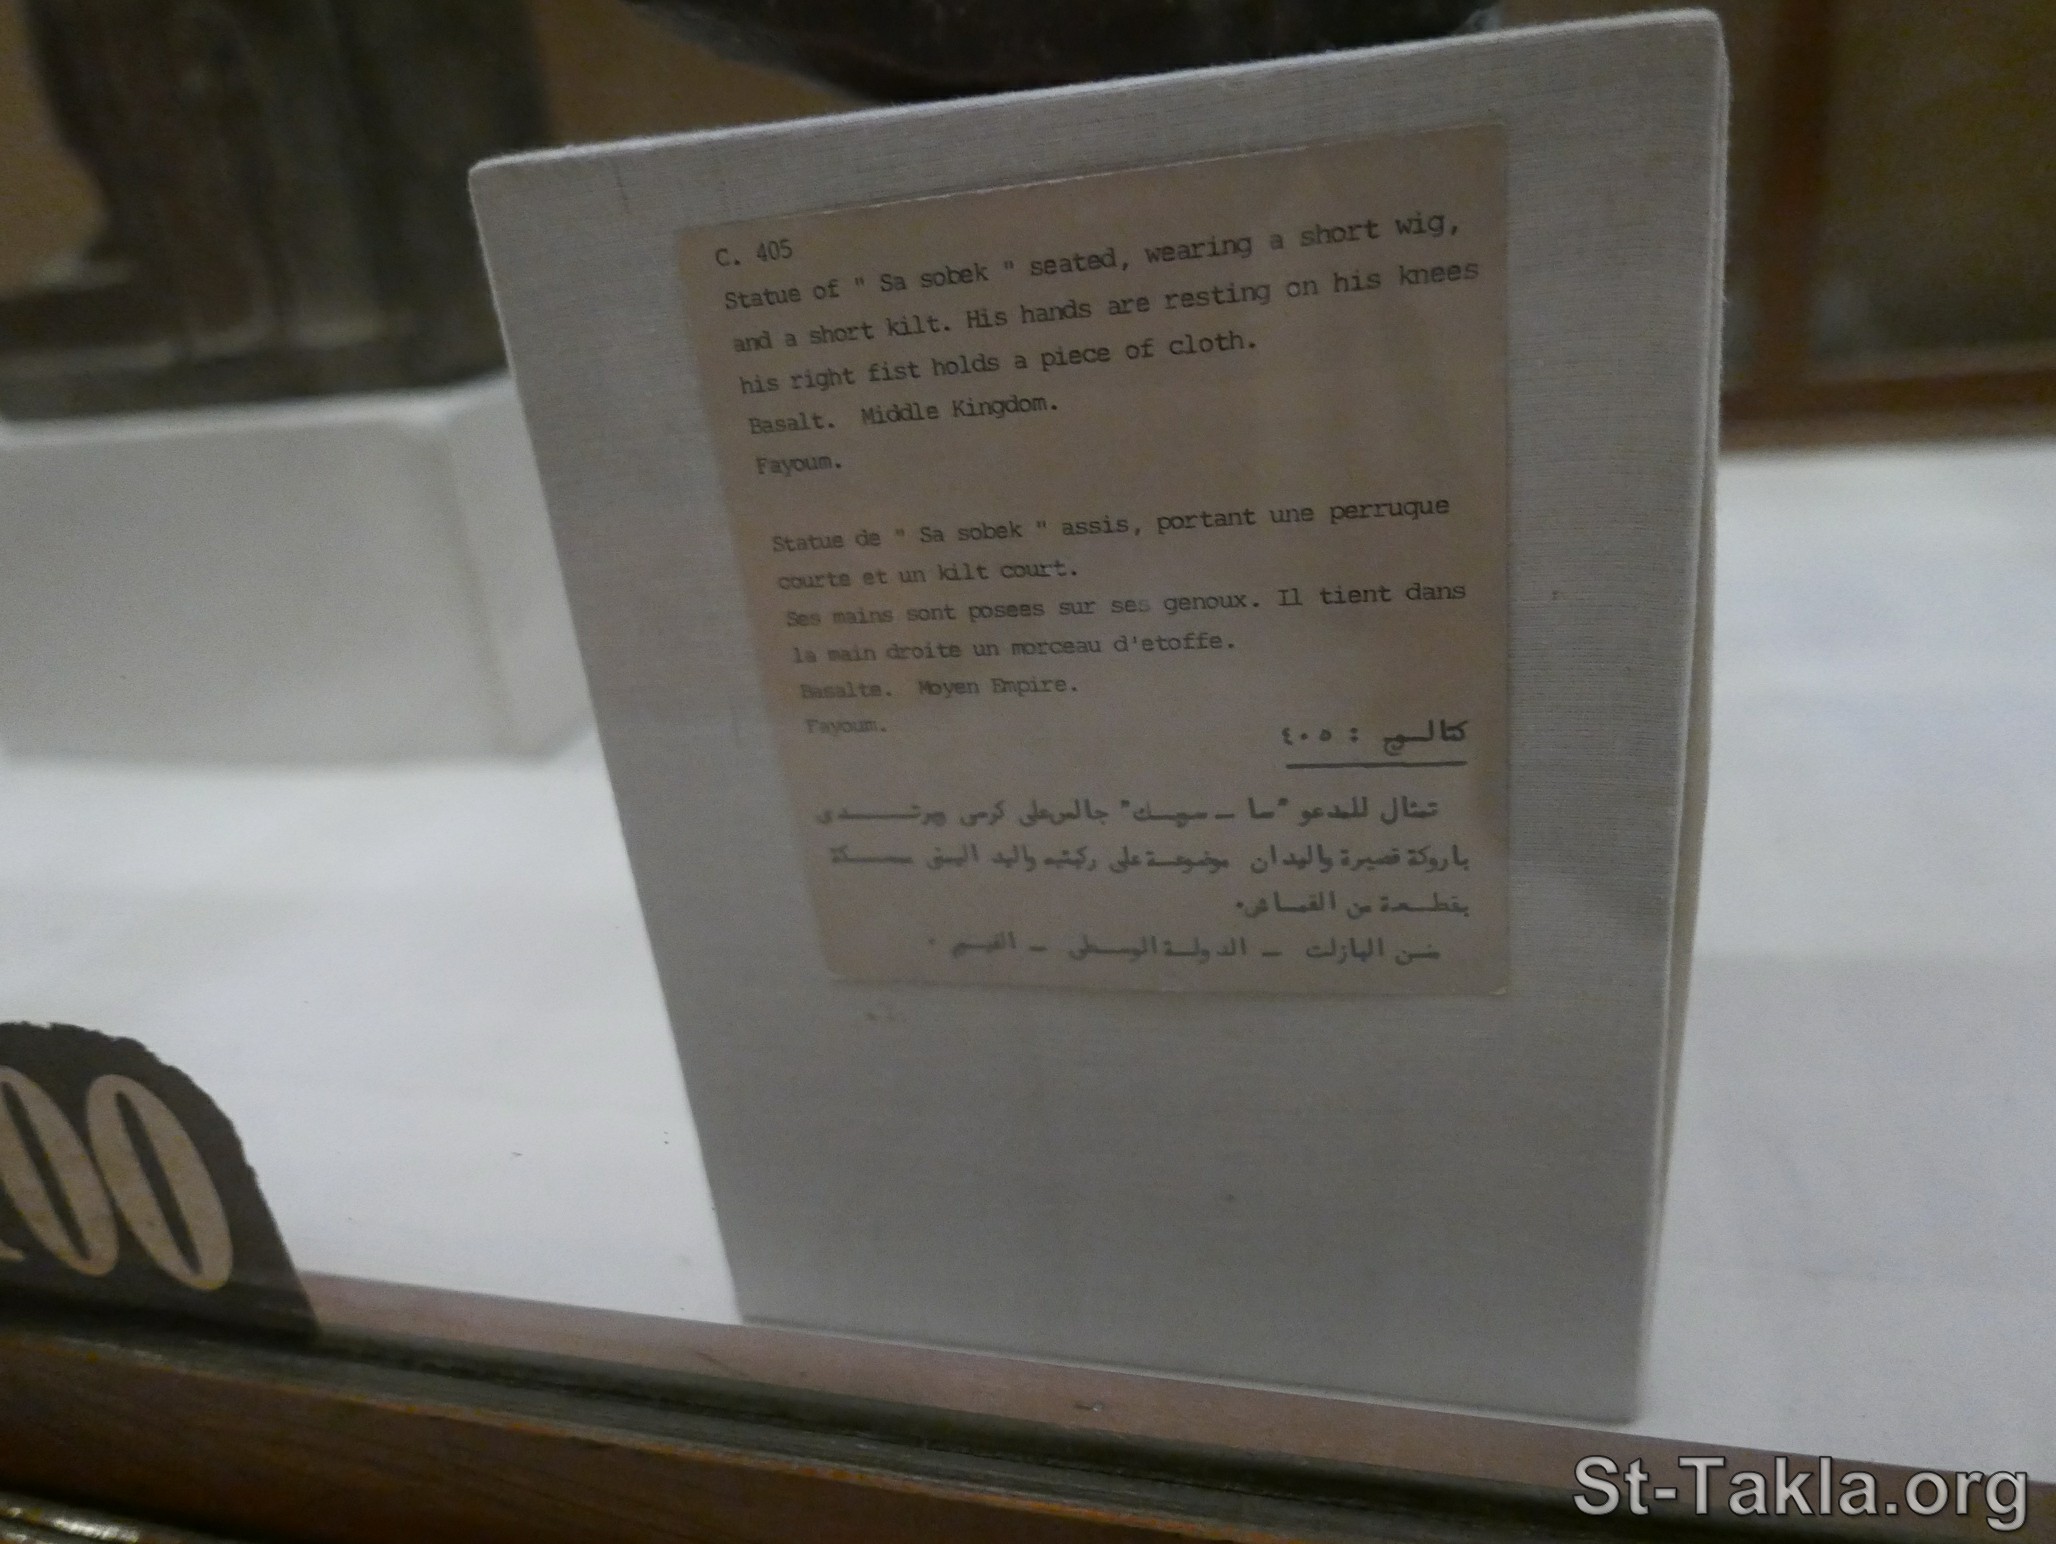 C. 405
Statue of " Sa sobek " seated, wearing a short wig,
and a short kilt. His hands are resting on his knees
his right fist holds a piece of cloth.
Basalt. Middle Kingdom.
Fayoum.
Statue de " Sa sobek " assis, portant une perruque
courte et un kilt court.
Ses mains sont posees sur ses genoux. Il tient dans
la main droite un morceau d'etoffe.
Basalte. Moyen Empire.
Fayoum.
كتالوج : ٤٠٥
تمثال للمدعو "سا - سوبك" جالس على كرسى ويرتدى
باروكة قصيرة واليدان موضوعة على ركبتيه واليد اليمنى ممسكة
بقطعة من القماش.
من البازلت - الدولة الوسطى - الفيوم .
00
St-Takla.org